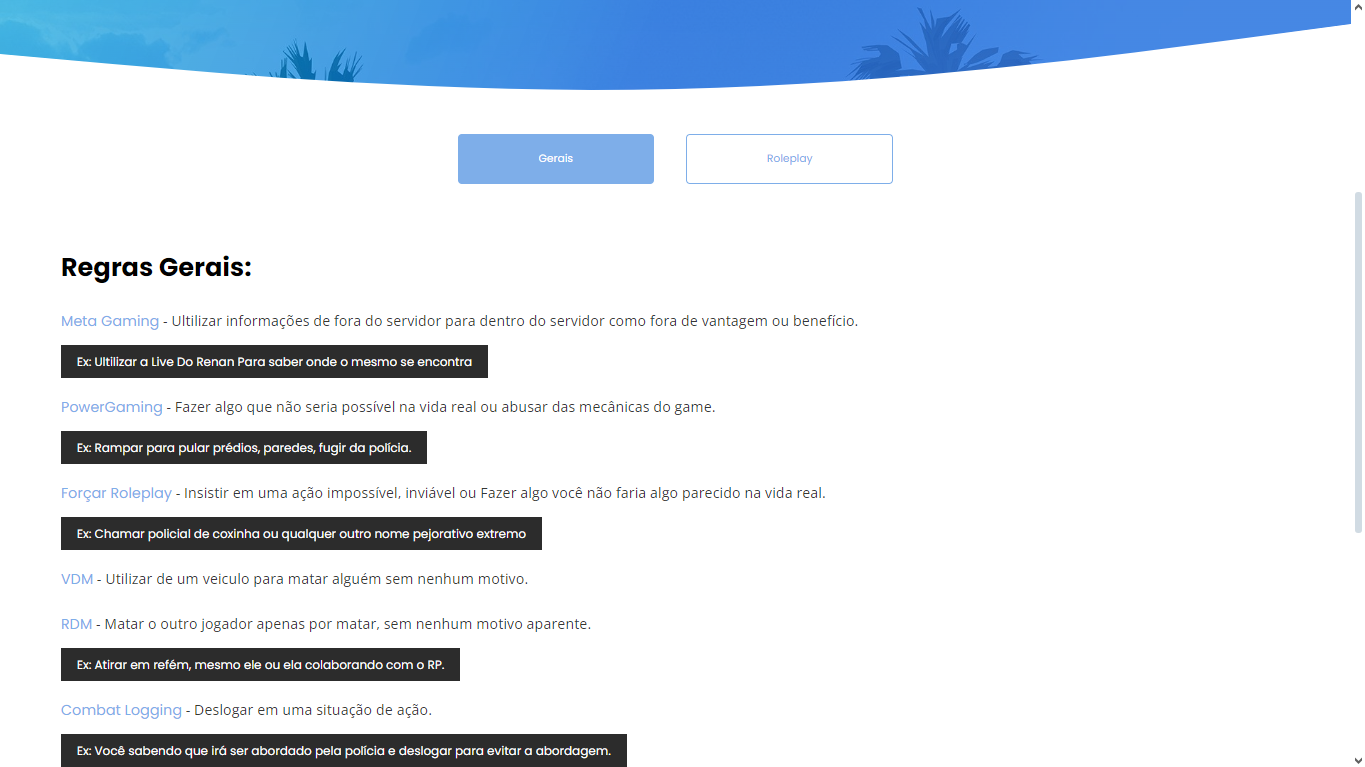 Gerais
Roleplay
Regras Gerais:
Meta Gaming - Ultilizar informações de fora do servidor para dentro do servidor como fora de vantagem ou benefício.
Ex: Ultilizar a Live Do Renan Para saber onde o mesmo se encontra
PowerGaming - Fazer algo que não seria possível na vida real ou abusar das mecânicas do game.
Ex: Rampar para pular prédios, paredes, fugir da polícia.
Forçar Roleplay - Insistir em uma ação impossível, inviável ou Fazer algo você não faria algo parecido na vida real.
Ex: Chamar policial de coxinha ou qualquer outro nome pejorativo extremo
VDM - Utilizar de um veiculo para matar alguém sem nenhum motivo.
RDM - Matar o outro jogador apenas por matar, sem nenhum motivo aparente.
Ex: Atirar em refém, mesmo ele ou ela colaborando com o RP.
Combat Logging - Deslogar em uma situação de ação.
Ex: Você sabendo que irá ser abordado pela polícia e deslogar para evitar a abordagem.